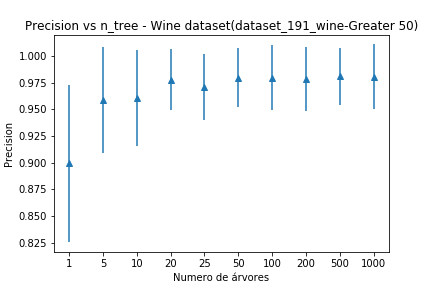 Precision vs n_tree - Wine dataset(dataset_191_wine-Greater 50)
1.000
0.975
0.950
0.925
0.900
0.875
0.850
0.825
Precision
1 5 10 20 25 50 100 200 500 1000
Numero de árvores